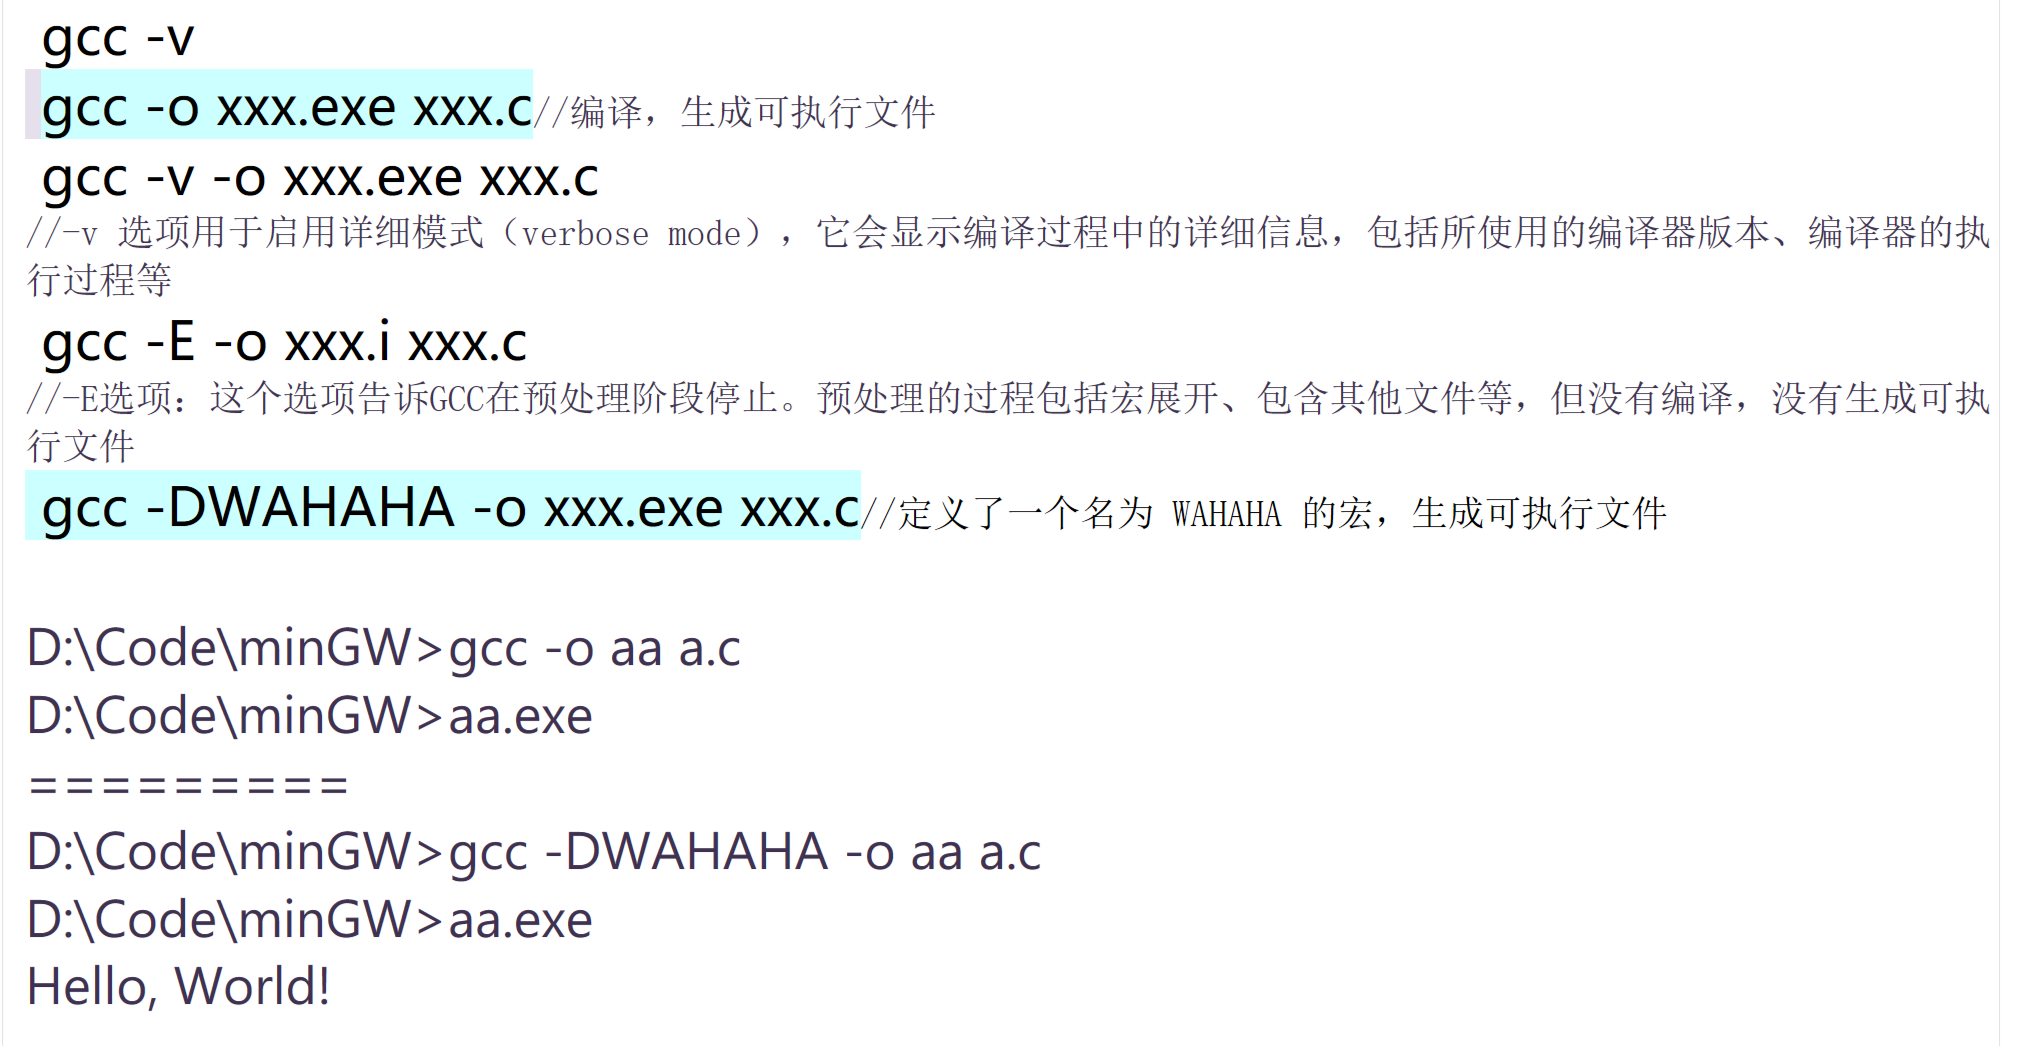 gcc -v
gcc -o xxx.exe xxx.c//编译，生成可执行文件
gcc -v -o xxx.exe xxx.c
//-v 选项用于启用详细模式（verbose mode），它会显示编译过程中的详细信息，包括所使用的编译器版本、编译器的执
行过程等
gcc -E -o xxx.i xxx.c
//-E选项：这个选项告诉GCC在预处理阶段停止。预处理的过程包括宏展开、包含其他文件等，但没有编译，没有生成可执
行文件
gcc -DWAHAHA -o xxx.exe xxx.c//定义了一个名为 WAHAHA 的宏，生成可执行文件
D:\Code\minGW>gcc -o aa a.c
D:\Code\minGW>aa.exe
=========
D:\Code\minGW>gcc -DWAHAHA -o aa a.c
D:\Code\minGW>aa.exe
Hello, World!